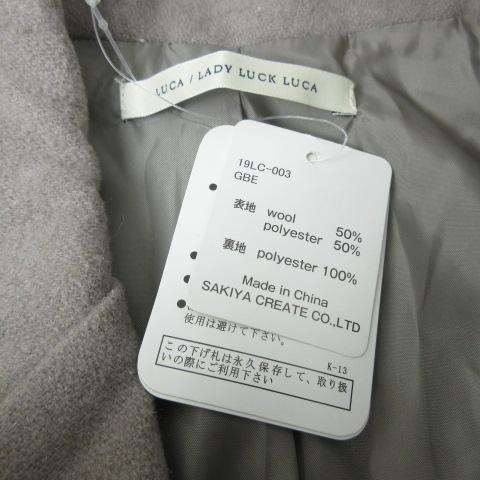 LUCA / LADY LUCK LUCA
19LC-003
GBE
表地 wool 50%
polyester 50%
裏地 polyester 100%
Made in China
SAKIYA CREATE CO.,LTD
使用は避けて下さい。
K-13
この下げ札は永久保存して、取り扱
いの際にご利用下さい